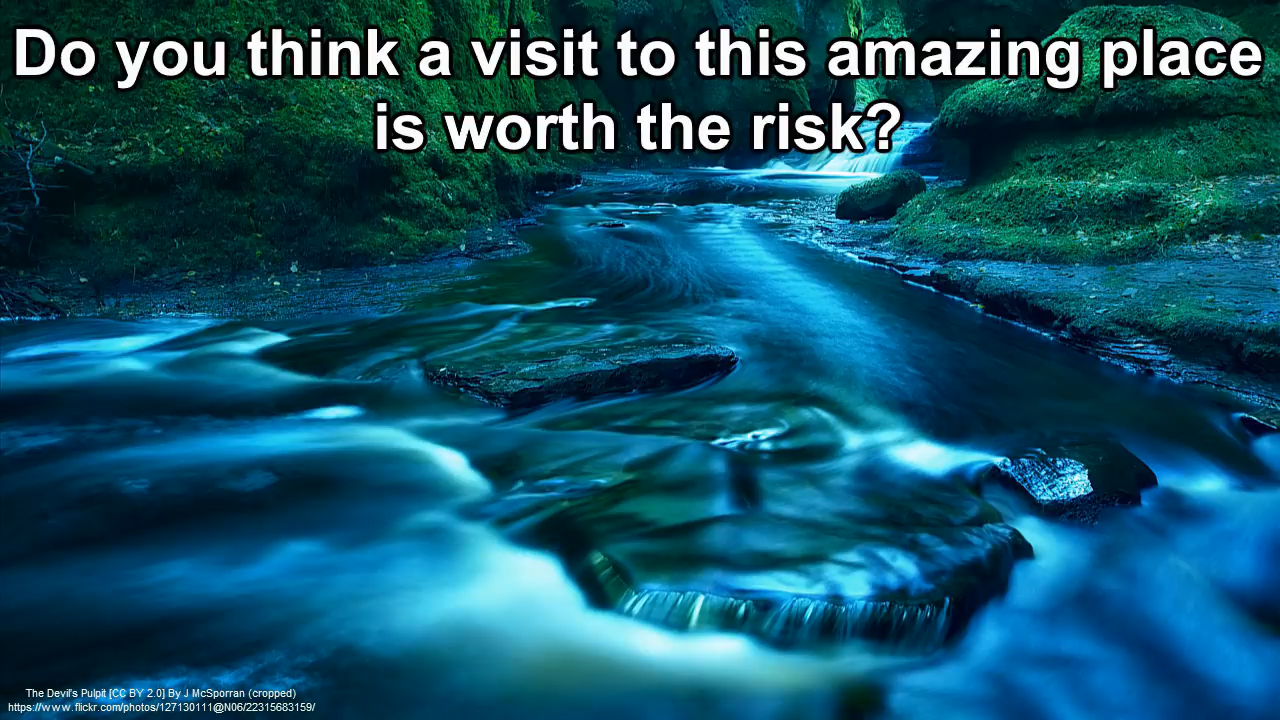 Do you think a visit to this amazing place
is worth the risk?
The Devil's Pulpit [CC BY 2.0] By J McSporran (cropped)
https://www.flickr.com/photos/127130111@N06/22315683159/